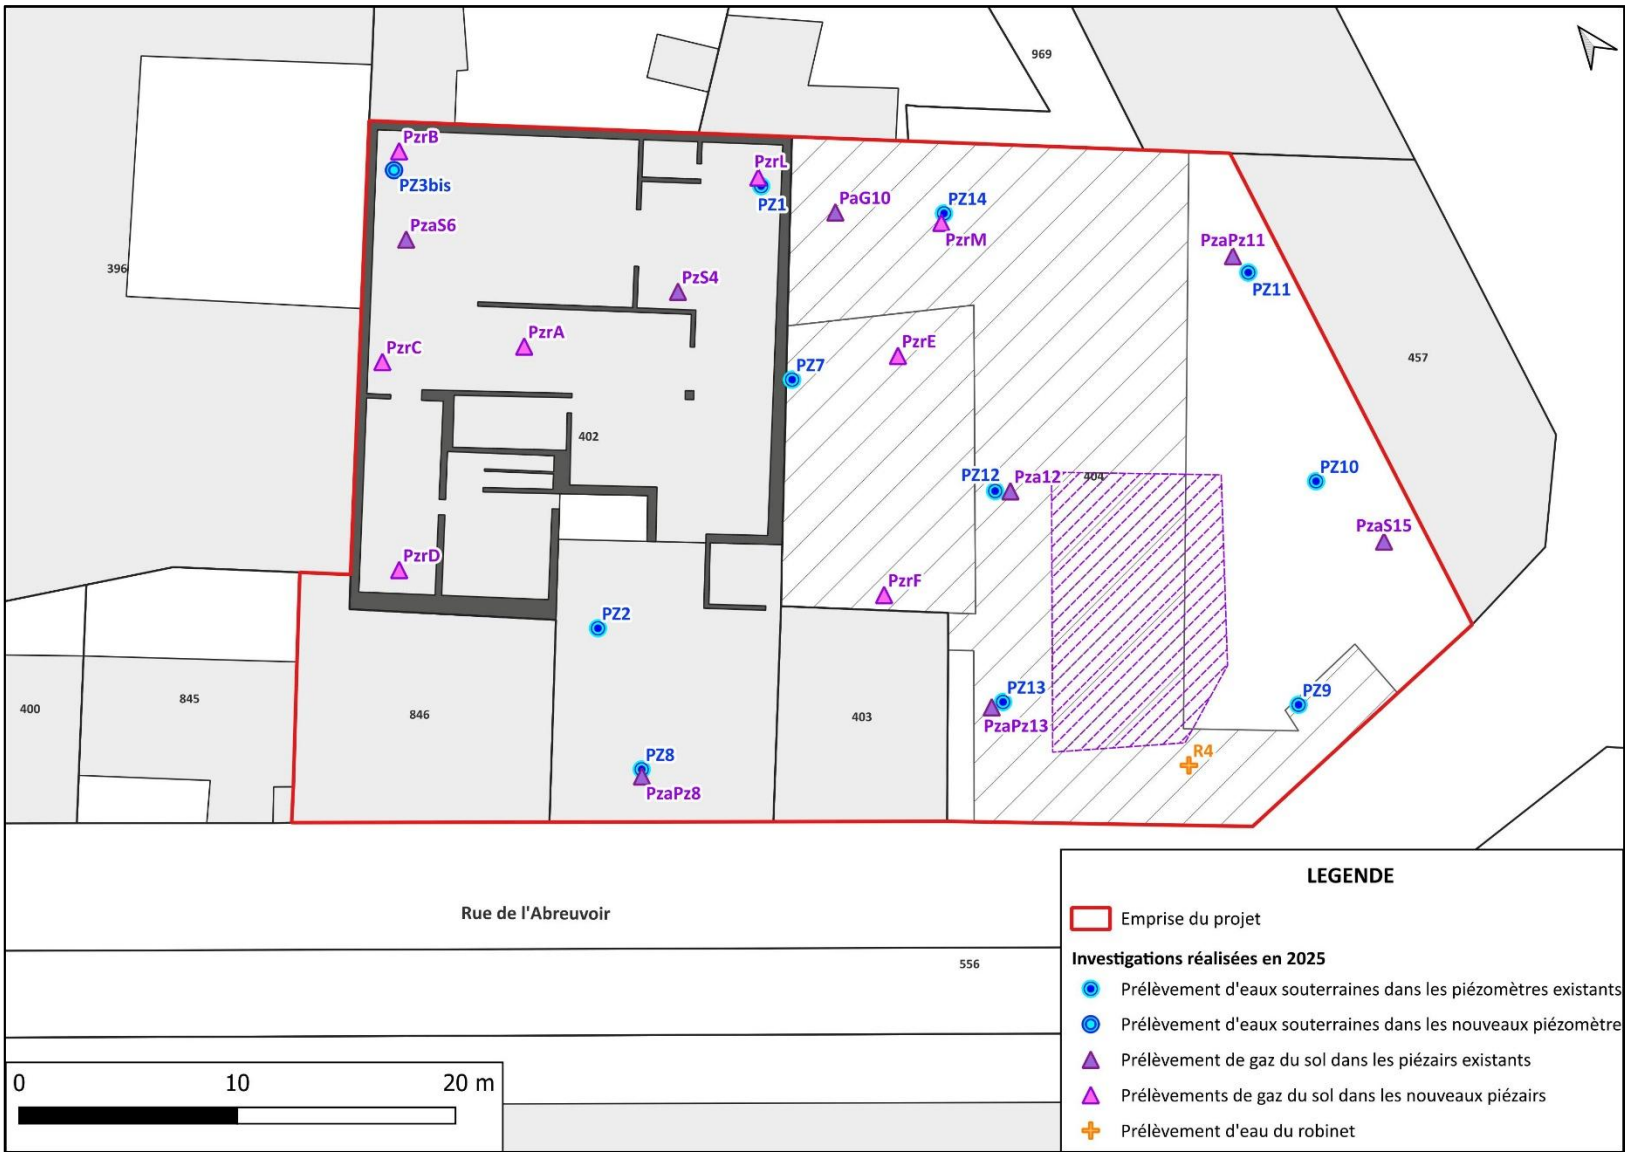 969
PzrB
PZ3bis
PzrL
PZ1
PaG10
PZ14
PzrM
PzaS6
PzaPz11
PZ11
396
PzS4
PzrA
PzrC
PzrE
457
PZ7
402
PZ12
Pza12
404
PZ10
PzaS15
PzrD
PzrF
PZ2
400
845
846
403
PZ13
PzaPz13
PZ9
PZ8
PzaPz8
R4
Rue de l'Abreuvoir
556
LEGENDE
Emprise du projet
Investigations réalisées en 2025
Prélèvement d'eaux souterraines dans les piézomètres existants
Prélèvement d'eaux souterraines dans les nouveaux piézomètre
Prélèvement de gaz du sol dans les piézairs existants
Prélèvements de gaz du sol dans les nouveaux piézairs
Prélèvement d'eau du robinet
0 10 20 m